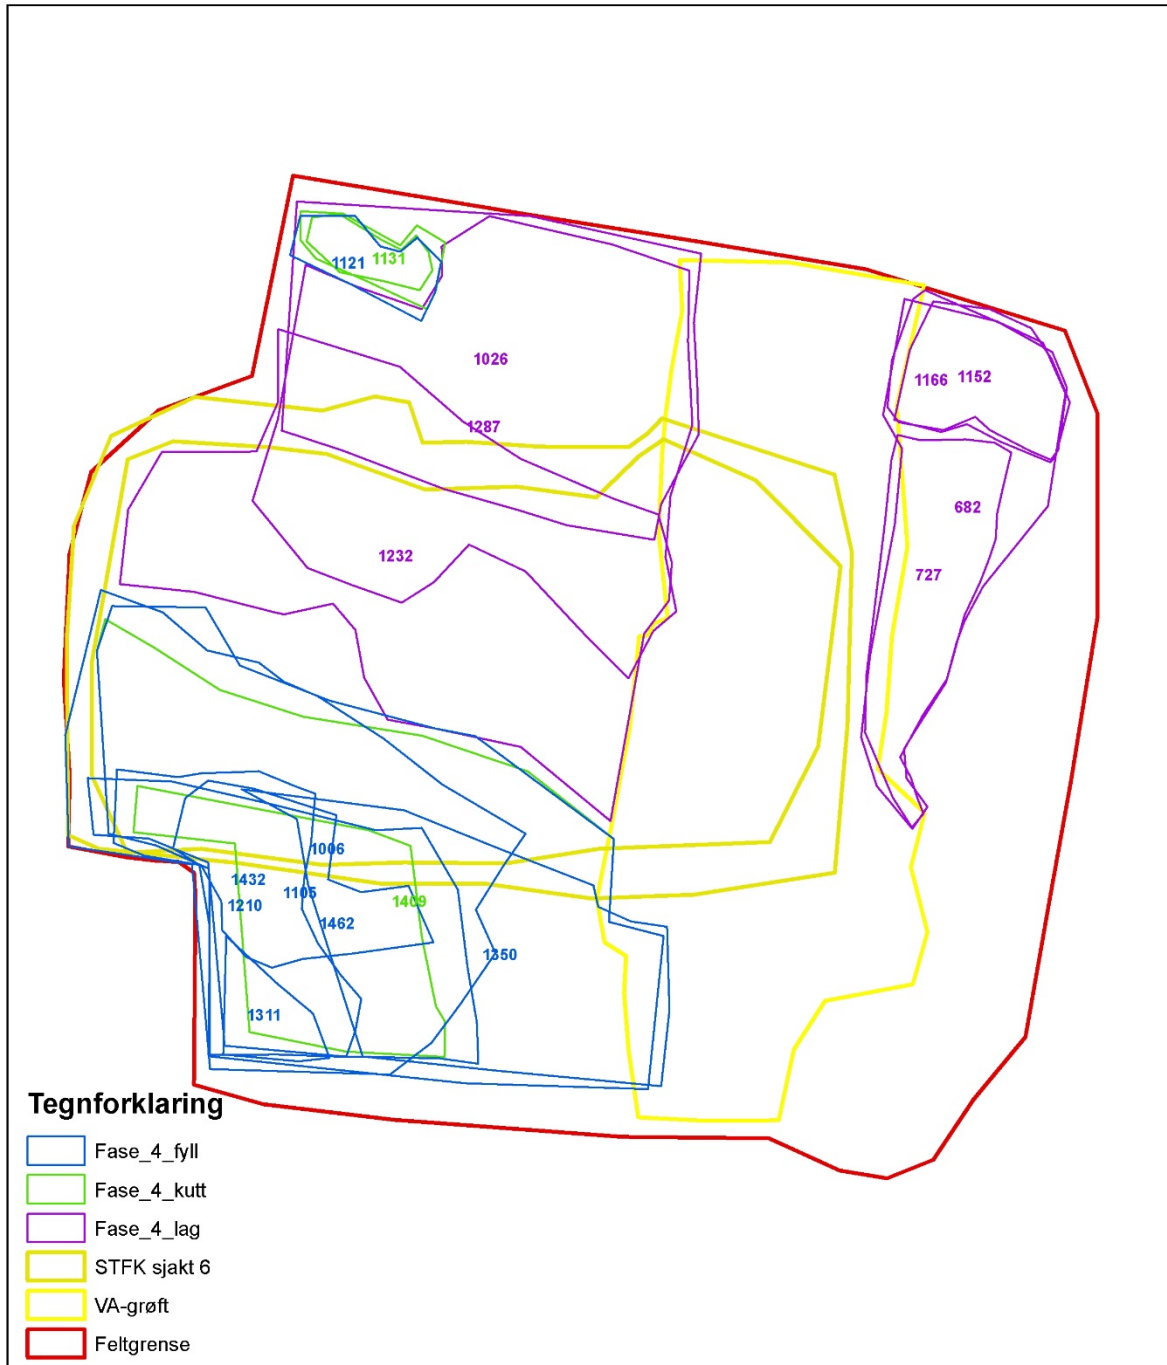 1121
1131
1026
1287
1166
1152
682
727
1232
1006
1432
1105
1210
1409
1462
1350
1311
Tegnforklaring
Fase_4_fyll
Fase_4_kutt
Fase_4_lag
STFK sjakt 6
VA-grøft
Feltgrense